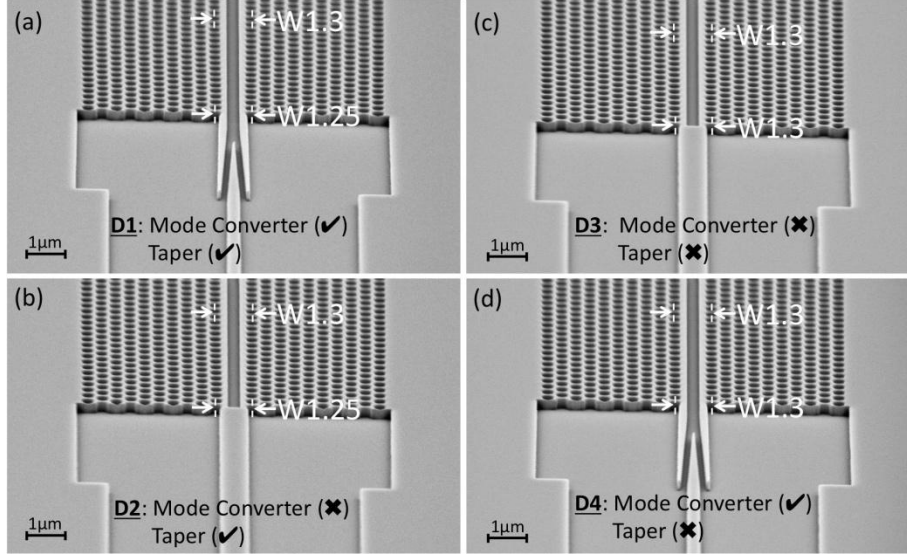 (a)
W1.3
W1.25
D1: Mode Converter (✔)
Taper (✔)
1μm
(b)
W1.3
W1.25
D2: Mode Converter (✖)
Taper (✔)
1μm
(c)
W1.3
W1.3
D3: Mode Converter (✖)
Taper (✖)
1μm
(d)
W1.3
W1.3
D4: Mode Converter (✔)
Taper (✖)
1μm